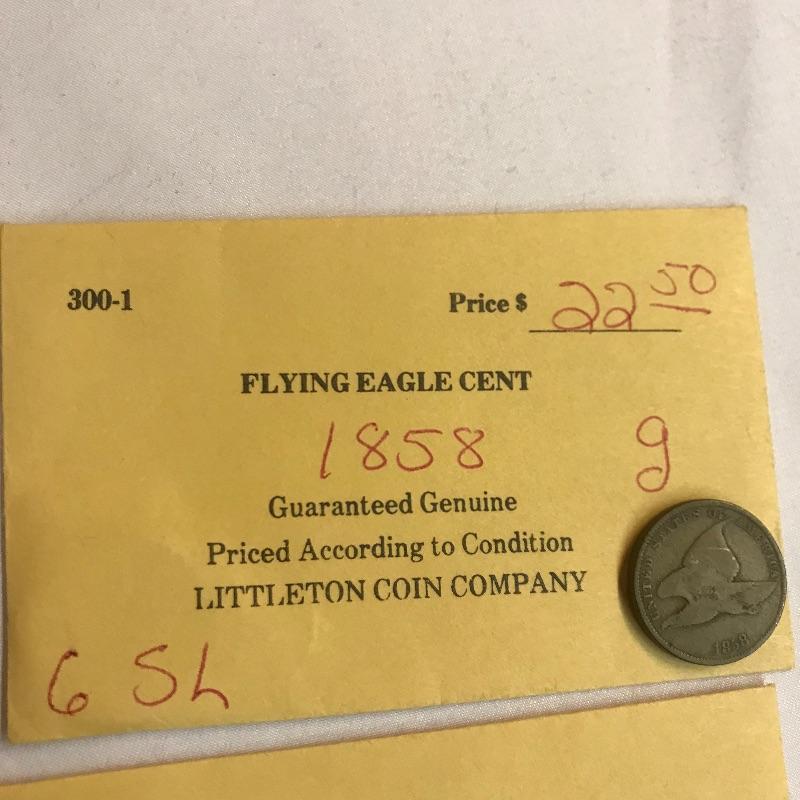 300-1 Price $ 22 50
FLYING EAGLE CENT
1858 g
Guaranteed Genuine
Priced According to Condition
LITTLETON COIN COMPANY
6 SL
UNITED STATES OF AMERICA
1858